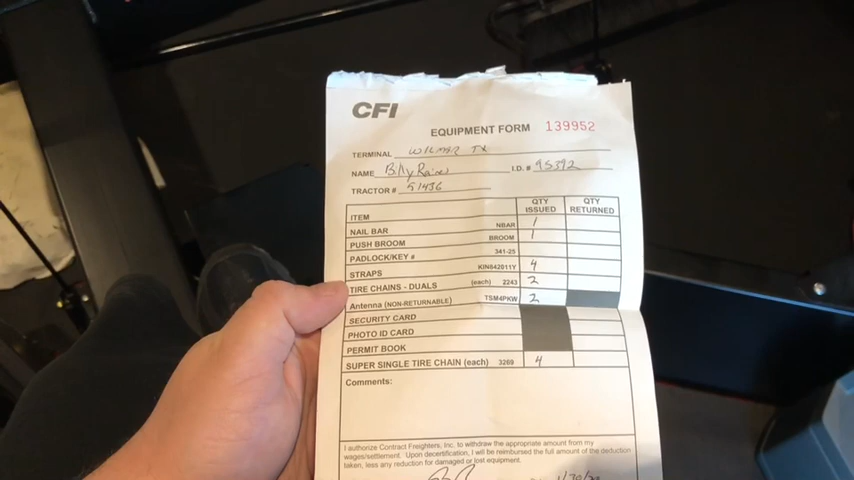 CFI
EQUIPMENT FORM 139952
TERMINAL WILMER TX
NAME Billy Raines I.D. # 95392
TRACTOR # 51436
ITEM QTY ISSUED QTY RETURNED
NAIL BAR NBAR 1
PUSH BROOM BROOM 1
PADLOCK/KEY # 341-25
STRAPS KIN842011Y 4
TIRE CHAINS - DUALS (each) 2243 2
Antenna (NON-RETURNABLE) TSM4PKW 2
SECURITY CARD
PHOTO ID CARD
PERMIT BOOK
SUPER SINGLE TIRE CHAIN (each) 3269 4
Comments:
I authorize Contract Freighters, Inc. to withdraw the appropriate amount from my
wages/settlement. Upon decertification, I will be reimbursed the full amount of the deduction
taken, less any reduction for damaged or lost equipment.